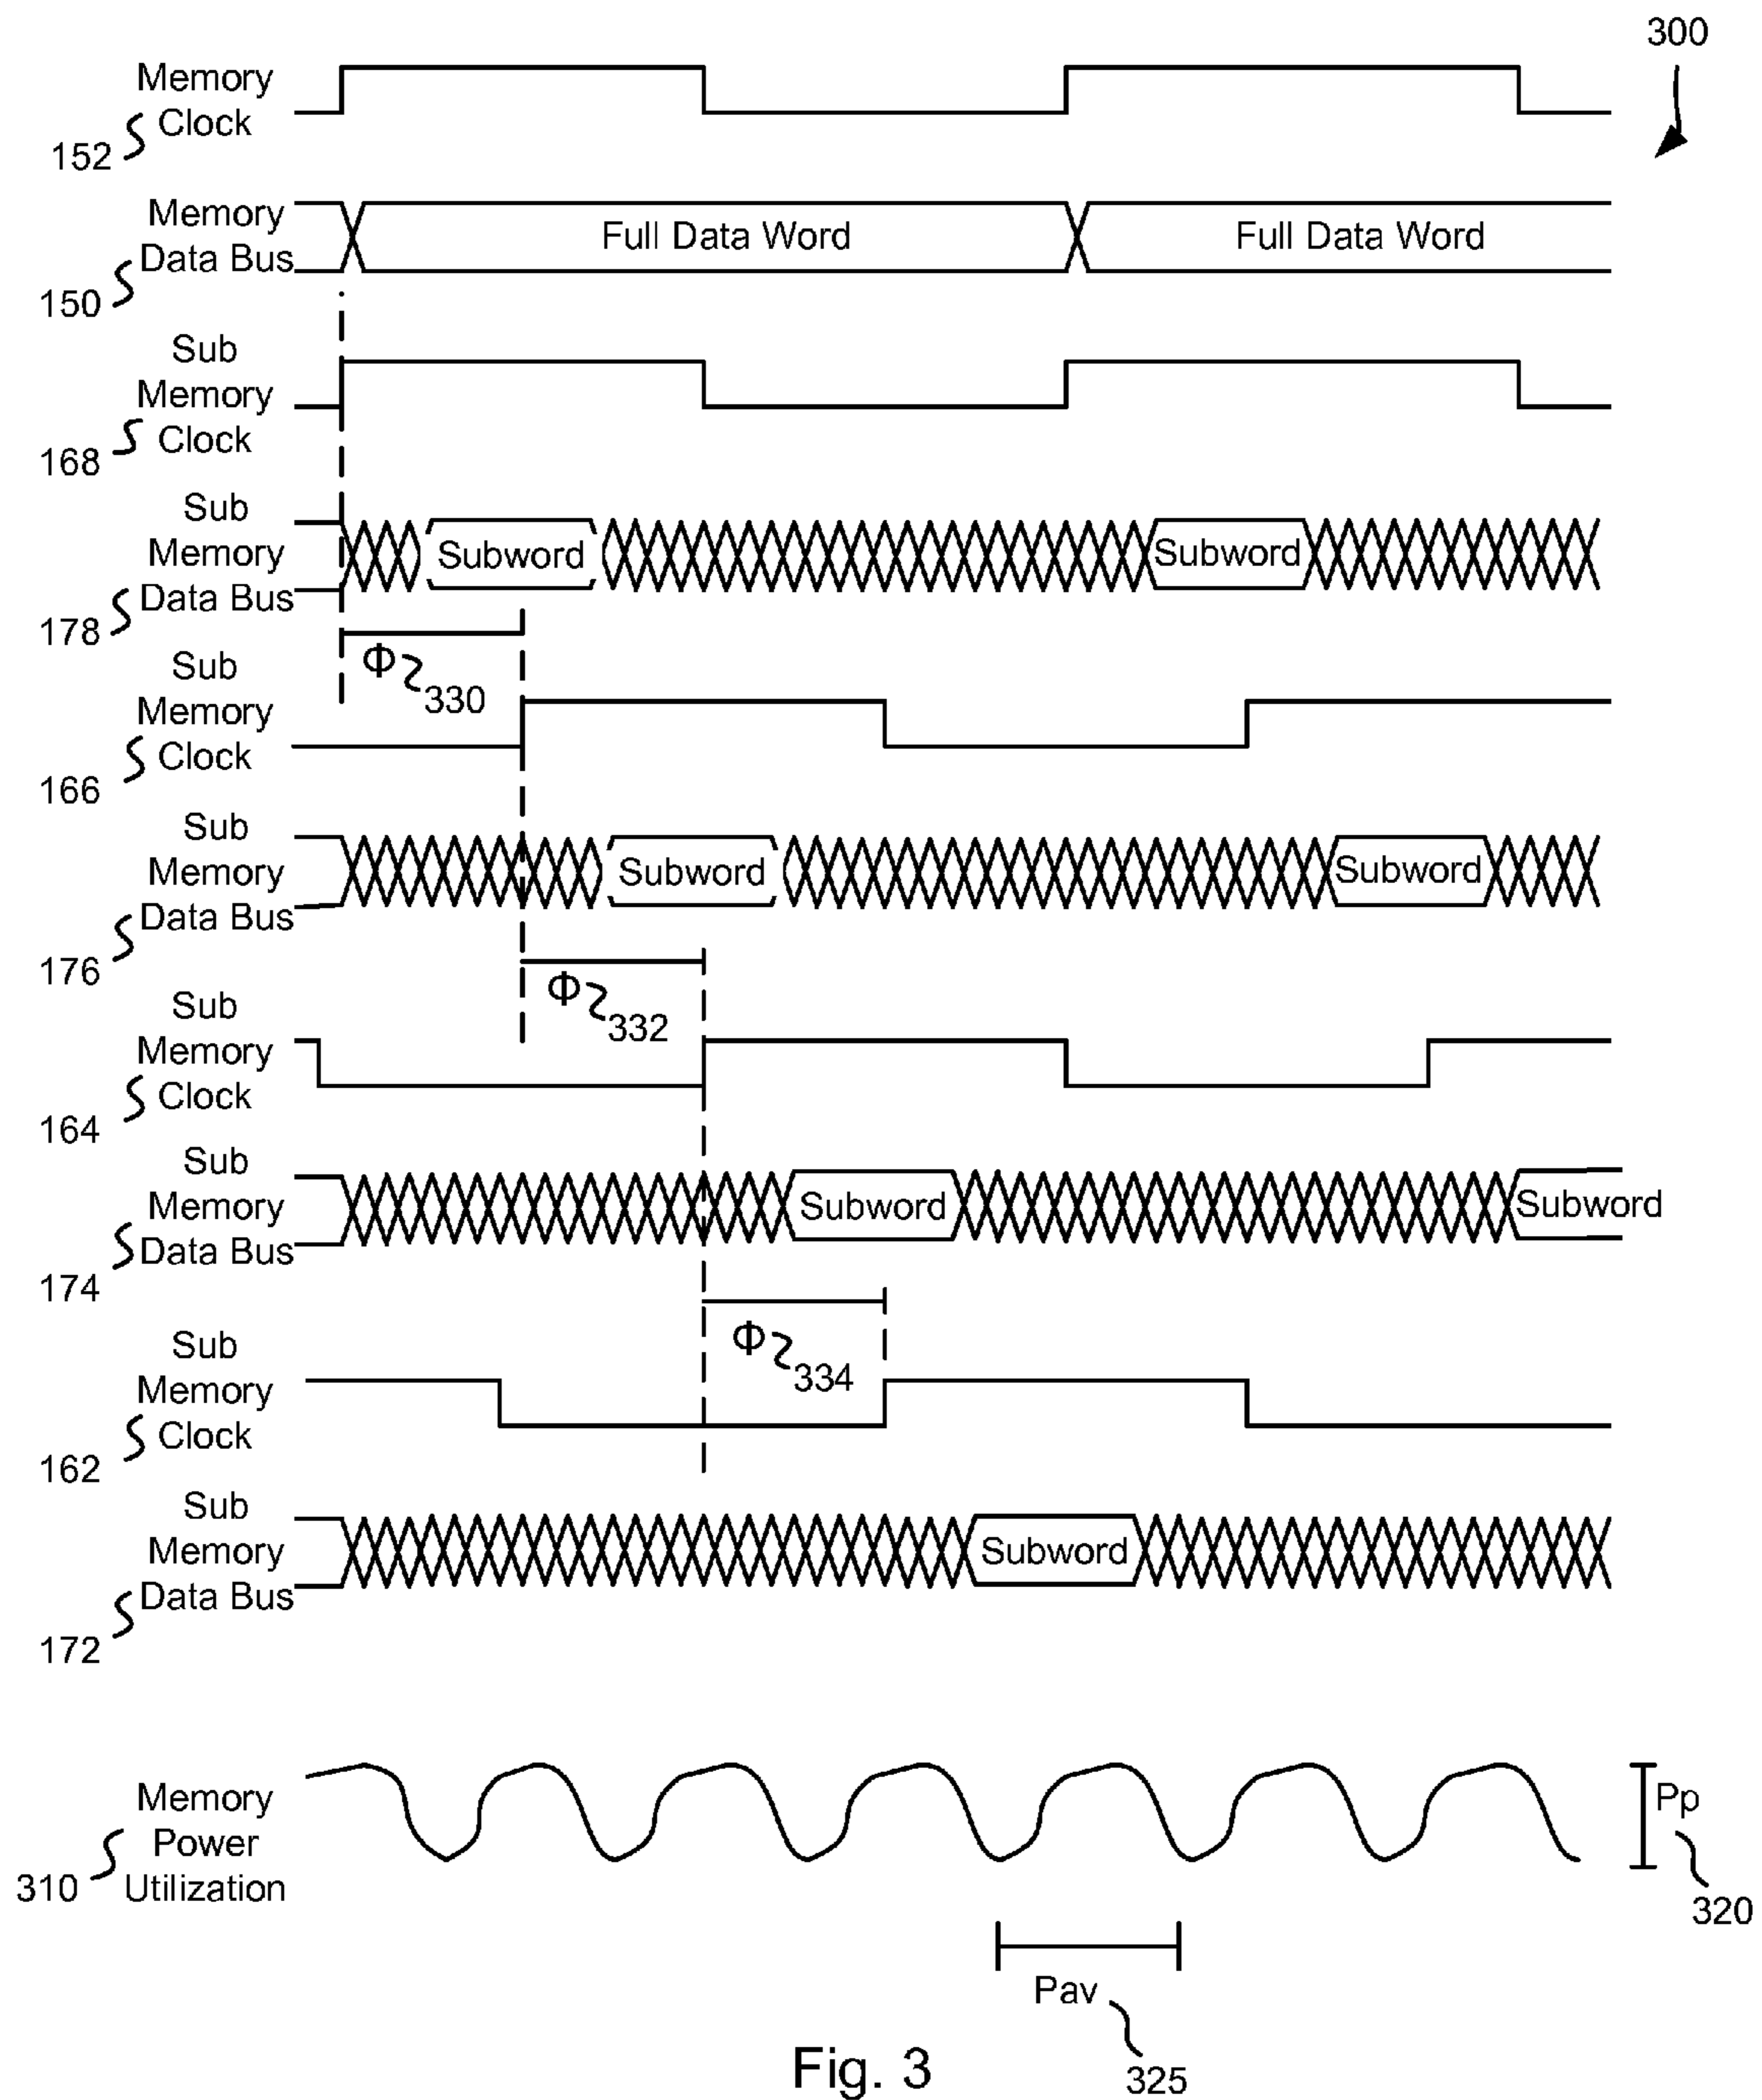 300
Memory
Clock
152
Memory
Data Bus
150
Full Data Word
Full Data Word
Sub
Memory
Clock
168
Sub
Memory
Data Bus
178
Subword
Subword
Φ
330
Sub
Memory
Clock
166
Sub
Memory
Data Bus
176
Subword
Subword
Φ
332
Sub
Memory
Clock
164
Sub
Memory
Data Bus
174
Subword
Subword
Φ
334
Sub
Memory
Clock
162
Sub
Memory
Data Bus
172
Subword
Memory
Power
Utilization
310
Pp
320
Pav
325
Fig. 3